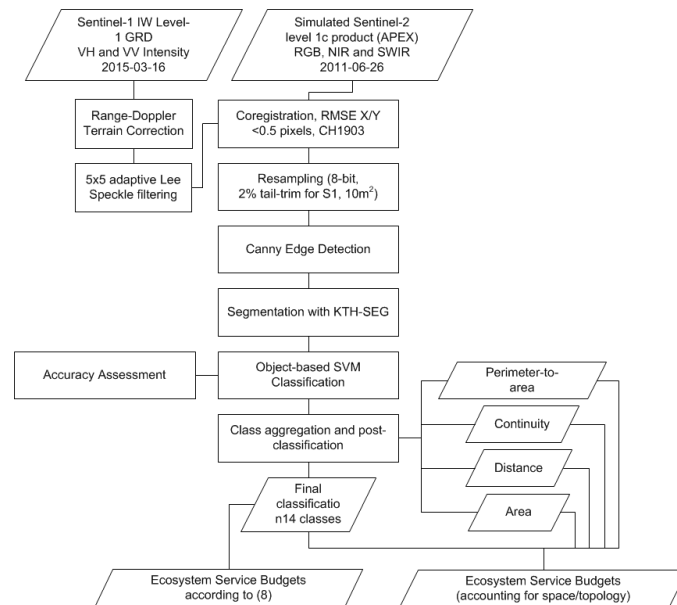 Sentinel-1 IW Level-
1 GRD
VH and VV Intensity
2015-03-16
Simulated Sentinel-2
level 1c product (APEX)
RGB, NIR and SWIR
2011-06-26
Range-Doppler
Terrain Correction
Coregistration, RMSE X/Y
<0.5 pixels, CH1903
5x5 adaptive Lee
Speckle filtering
Resampling (8-bit,
2% tail-trim for S1, 10m²)
Canny Edge Detection
Segmentation with KTH-SEG
Accuracy Assessment
Object-based SVM
Classification
Perimeter-to-
area
Class aggregation and post-
classification
Continuity
Distance
Area
Final
classificatio
n14 classes
Ecosystem Service Budgets
according to (8)
Ecosystem Service Budgets
(accounting for space/topology)